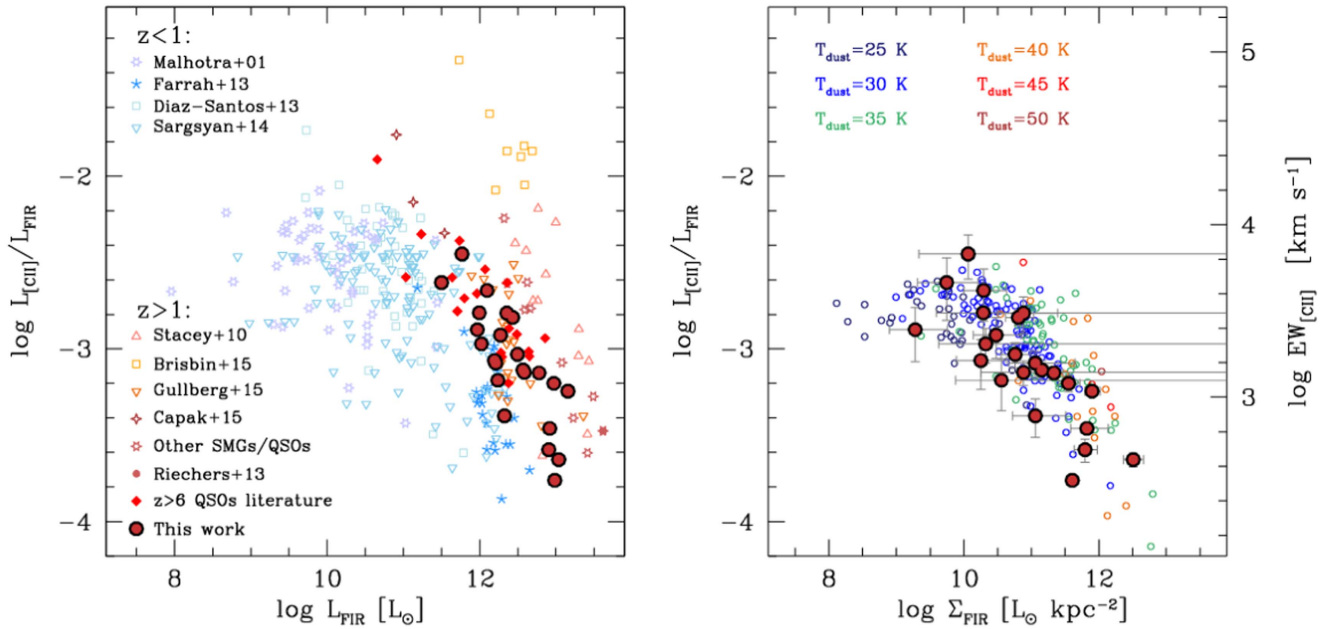 z<1:
Malhotra+01
Farrah+13
Diaz-Santos+13
Sargsyan+14
z>1:
Stacey+10
Brisbin+15
Gullberg+15
Capak+15
Other SMGs/QSOs
Riechers+13
z>6 QSOs literature
This work
-2
-3
-4
log L[CII]/LFIR
8 10 12
log LFIR [L⊙]
Tdust=25 K
Tdust=30 K
Tdust=35 K
Tdust=40 K
Tdust=45 K
Tdust=50 K
-2
-3
-4
log L[CII]/LFIR
8 10 12
log ΣFIR [L⊙ kpc−2]
5
4
3
log EW[CII] [km s−1]